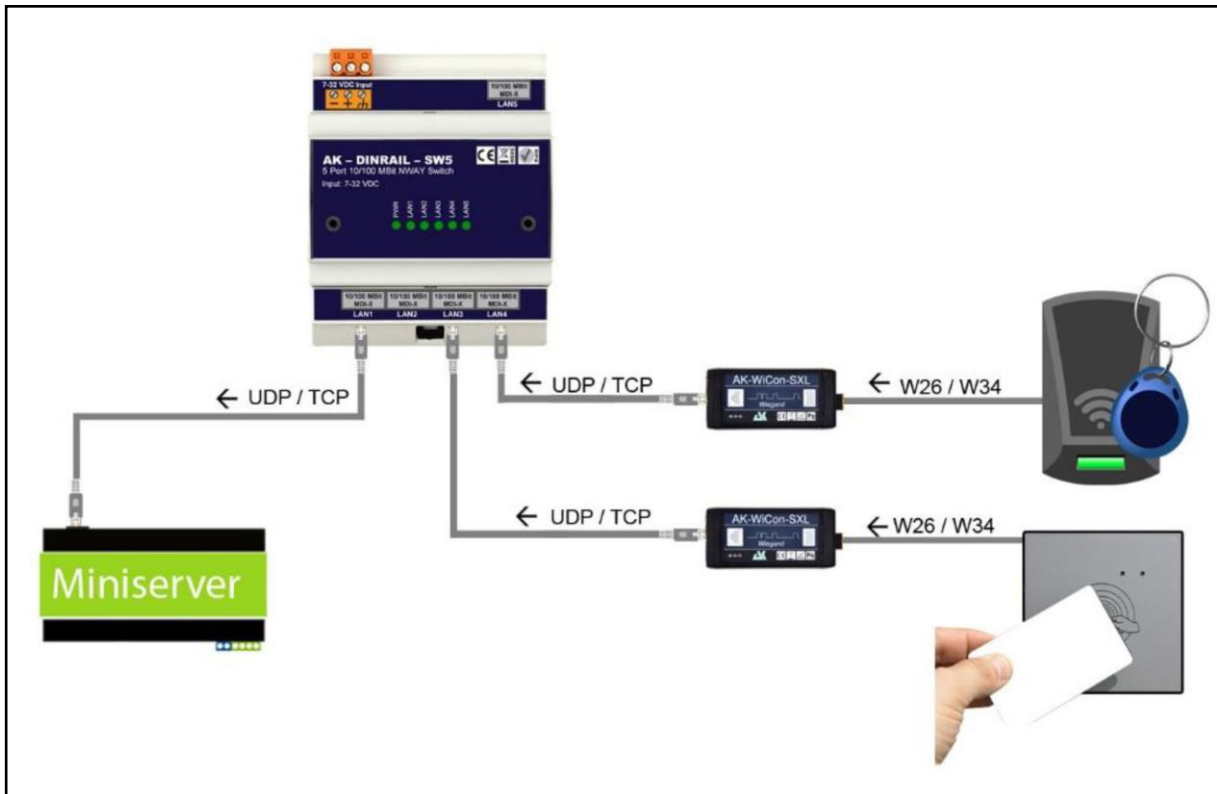 7-32 VDC Input
- +
10/100 MBit
MDI-X
LAN5
AK – DINRAIL – SW5
5 Port 10/100 MBit NWAY Switch
Input: 7-32 VDC
CE
PWR LAN1 LAN2 LAN3 LAN4 LAN5
10/100 MBit 10/100 MBit 10/100 MBit 10/100 MBit
MDI-X MDI-X MDI-X MDI-X
LAN1 LAN2 LAN3 LAN4
← UDP / TCP
← UDP / TCP
AK-WiCon-SXL
Wiegand
← W26 / W34
← UDP / TCP
AK-WiCon-SXL
Wiegand
← W26 / W34
Miniserver